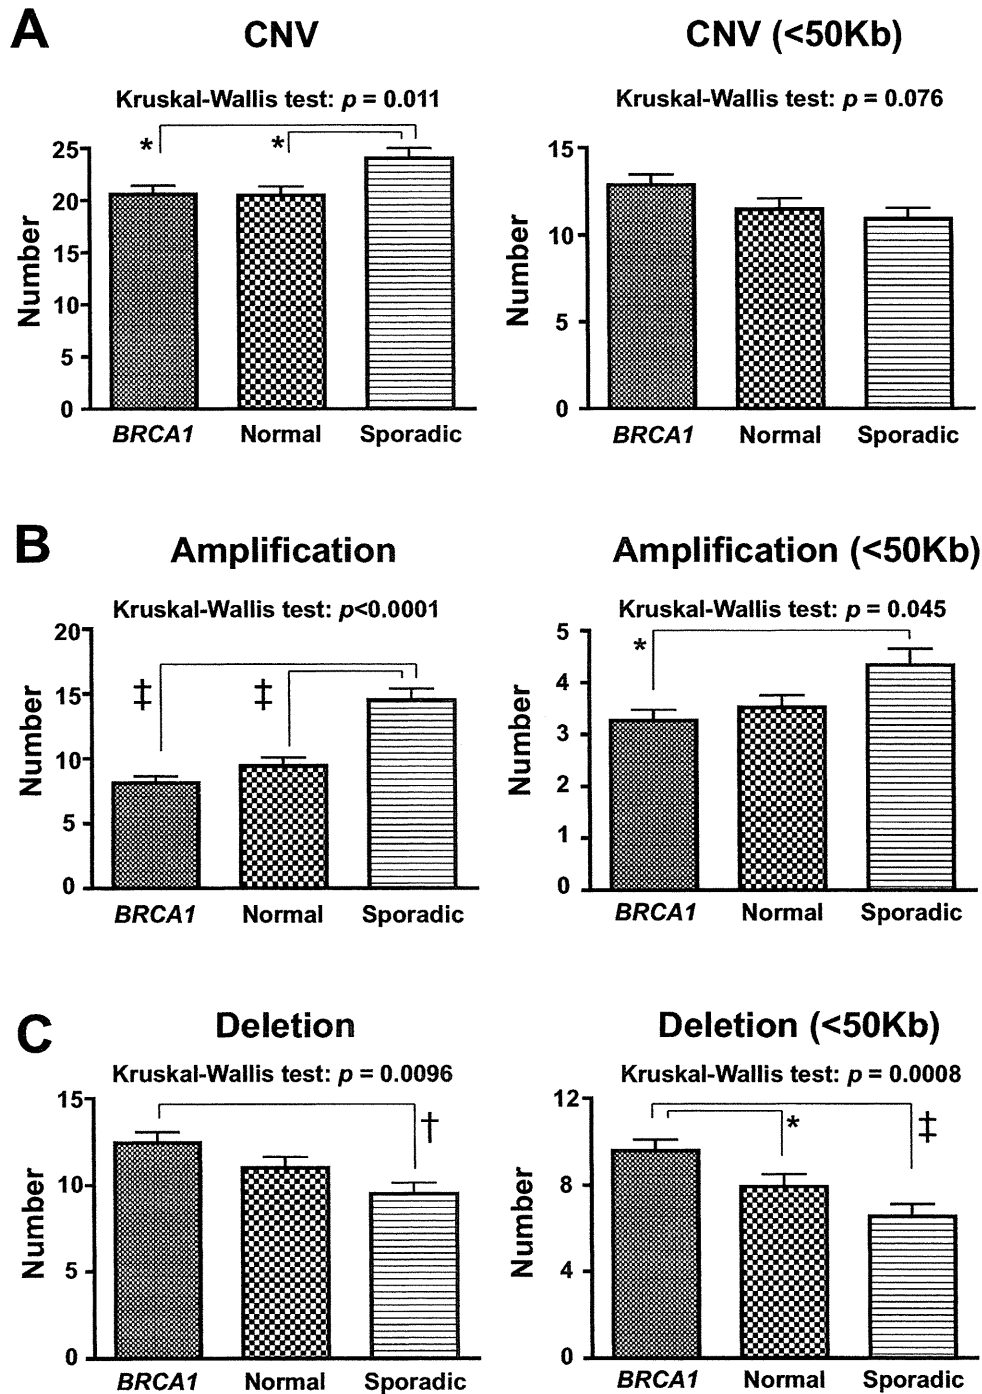 A
CNV
CNV (<50Kb)
Kruskal-Wallis test: p = 0.011
Kruskal-Wallis test: p = 0.076
* *
Number
25
20
15
10
5
0
BRCA1 Normal Sporadic
Number
15
10
5
0
BRCA1 Normal Sporadic
B
Amplification
Amplification (<50Kb)
Kruskal-Wallis test: p<0.0001
Kruskal-Wallis test: p = 0.045
‡ ‡
Number
20
15
10
5
0
BRCA1 Normal Sporadic
*
Number
5
4
3
2
1
0
BRCA1 Normal Sporadic
C
Deletion
Deletion (<50Kb)
Kruskal-Wallis test: p = 0.0096
Kruskal-Wallis test: p = 0.0008
†
Number
15
10
5
0
BRCA1 Normal Sporadic
* ‡
Number
12
8
4
0
BRCA1 Normal Sporadic